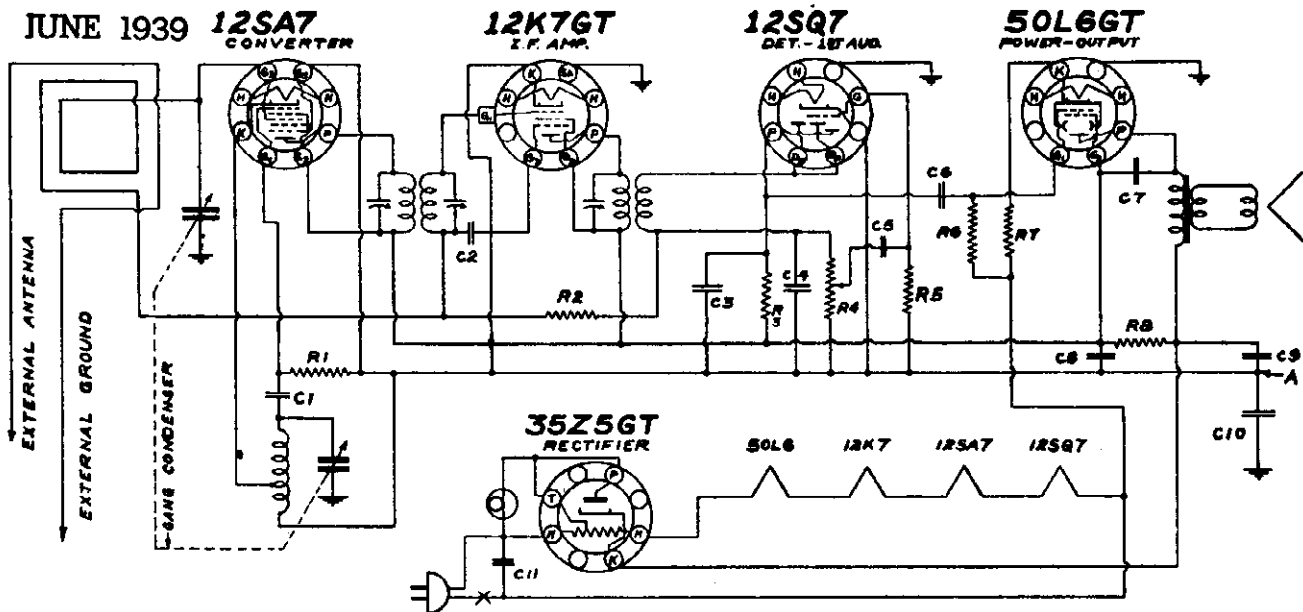 JUNE 1939
12SA7
CONVERTER
12K7GT
I.F. AMP.
12SQ7
DET.-1ST AUD.
50L6GT
POWER-OUTPUT
C2
R2
C3
R3
C4
R4
C5
R5
C6
R6
R7
C7
R8
C8
C9
A
C10
R1
C1
EXTERNAL ANTENNA
EXTERNAL GROUND
GANG CONDENSER
35Z5GT
RECTIFIER
C11
50L6
12K7
12SA7
12SQ7